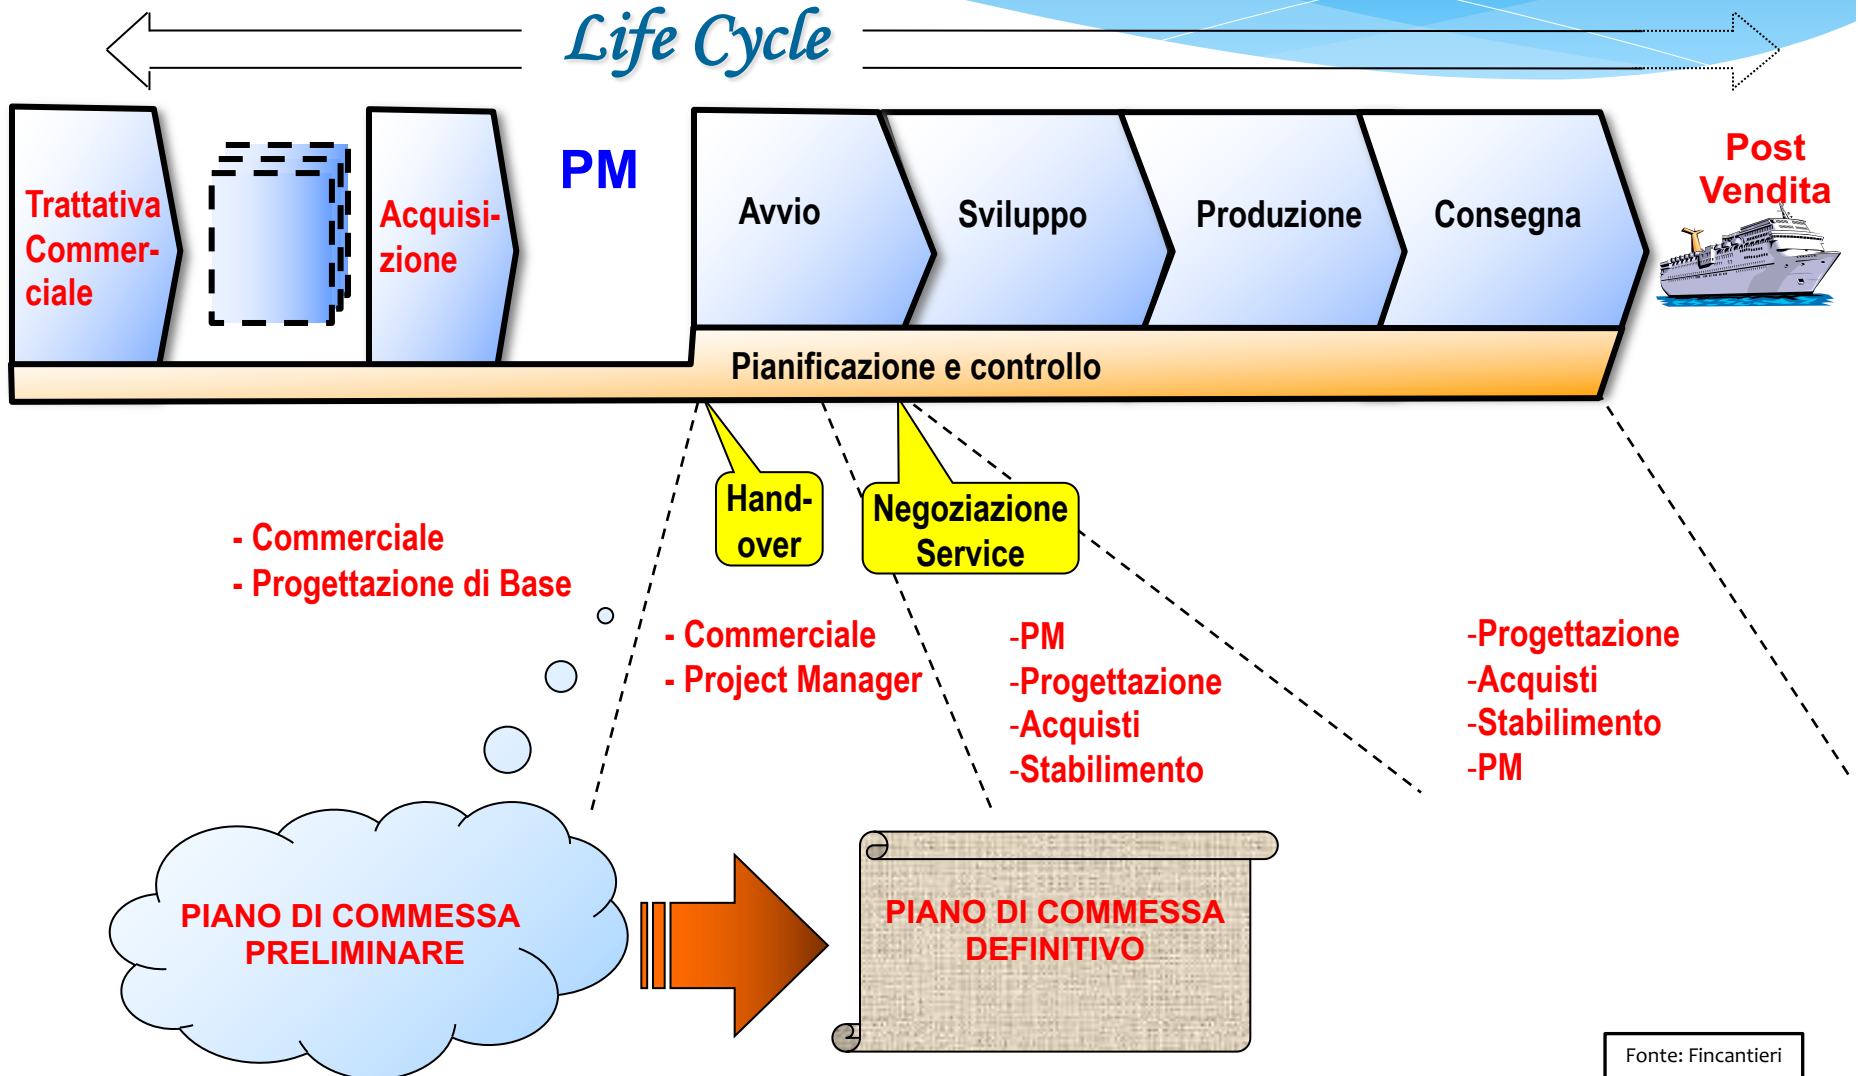 Life Cycle
Trattativa
Commer-
ciale
Acquisi-
zione
PM
Avvio
Sviluppo
Produzione
Consegna
Post
Vendita
Pianificazione e controllo
Hand-
over
Negoziazione
Service
- Commerciale
- Progettazione di Base
- Commerciale
- Project Manager
-PM
-Progettazione
-Acquisti
-Stabilimento
-Progettazione
-Acquisti
-Stabilimento
-PM
PIANO DI COMMESSA
PRELIMINARE
PIANO DI COMMESSA
DEFINITIVO
Fonte: Fincantieri